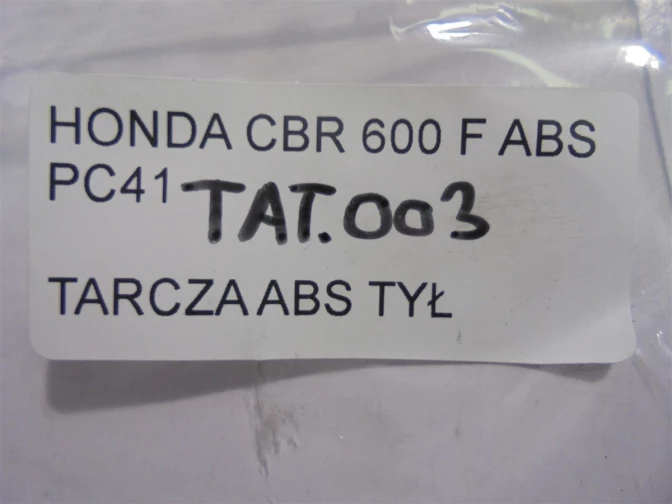 HONDA CBR 600 F ABS
PC41 TAT.003
TARCZA ABS TYŁ